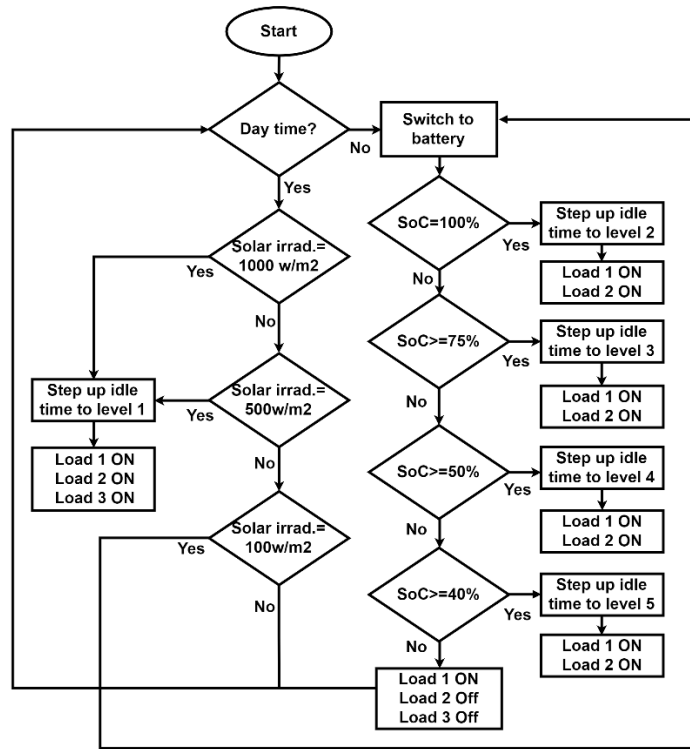 Start
Day time?
No
Yes
Switch to
battery
SoC=100%
Yes
No
Step up idle
time to level 2
Load 1 ON
Load 2 ON
Solar irrad.=
1000 w/m2
Yes
No
SoC>=75%
Yes
No
Step up idle
time to level 3
Load 1 ON
Load 2 ON
Solar irrad.=
500w/m2
Yes
No
Step up idle
time to level 1
Load 1 ON
Load 2 ON
Load 3 ON
SoC>=50%
Yes
No
Step up idle
time to level 4
Load 1 ON
Load 2 ON
Solar irrad.=
100w/m2
Yes
No
SoC>=40%
Yes
No
Step up idle
time to level 5
Load 1 ON
Load 2 ON
Load 1 ON
Load 2 Off
Load 3 Off